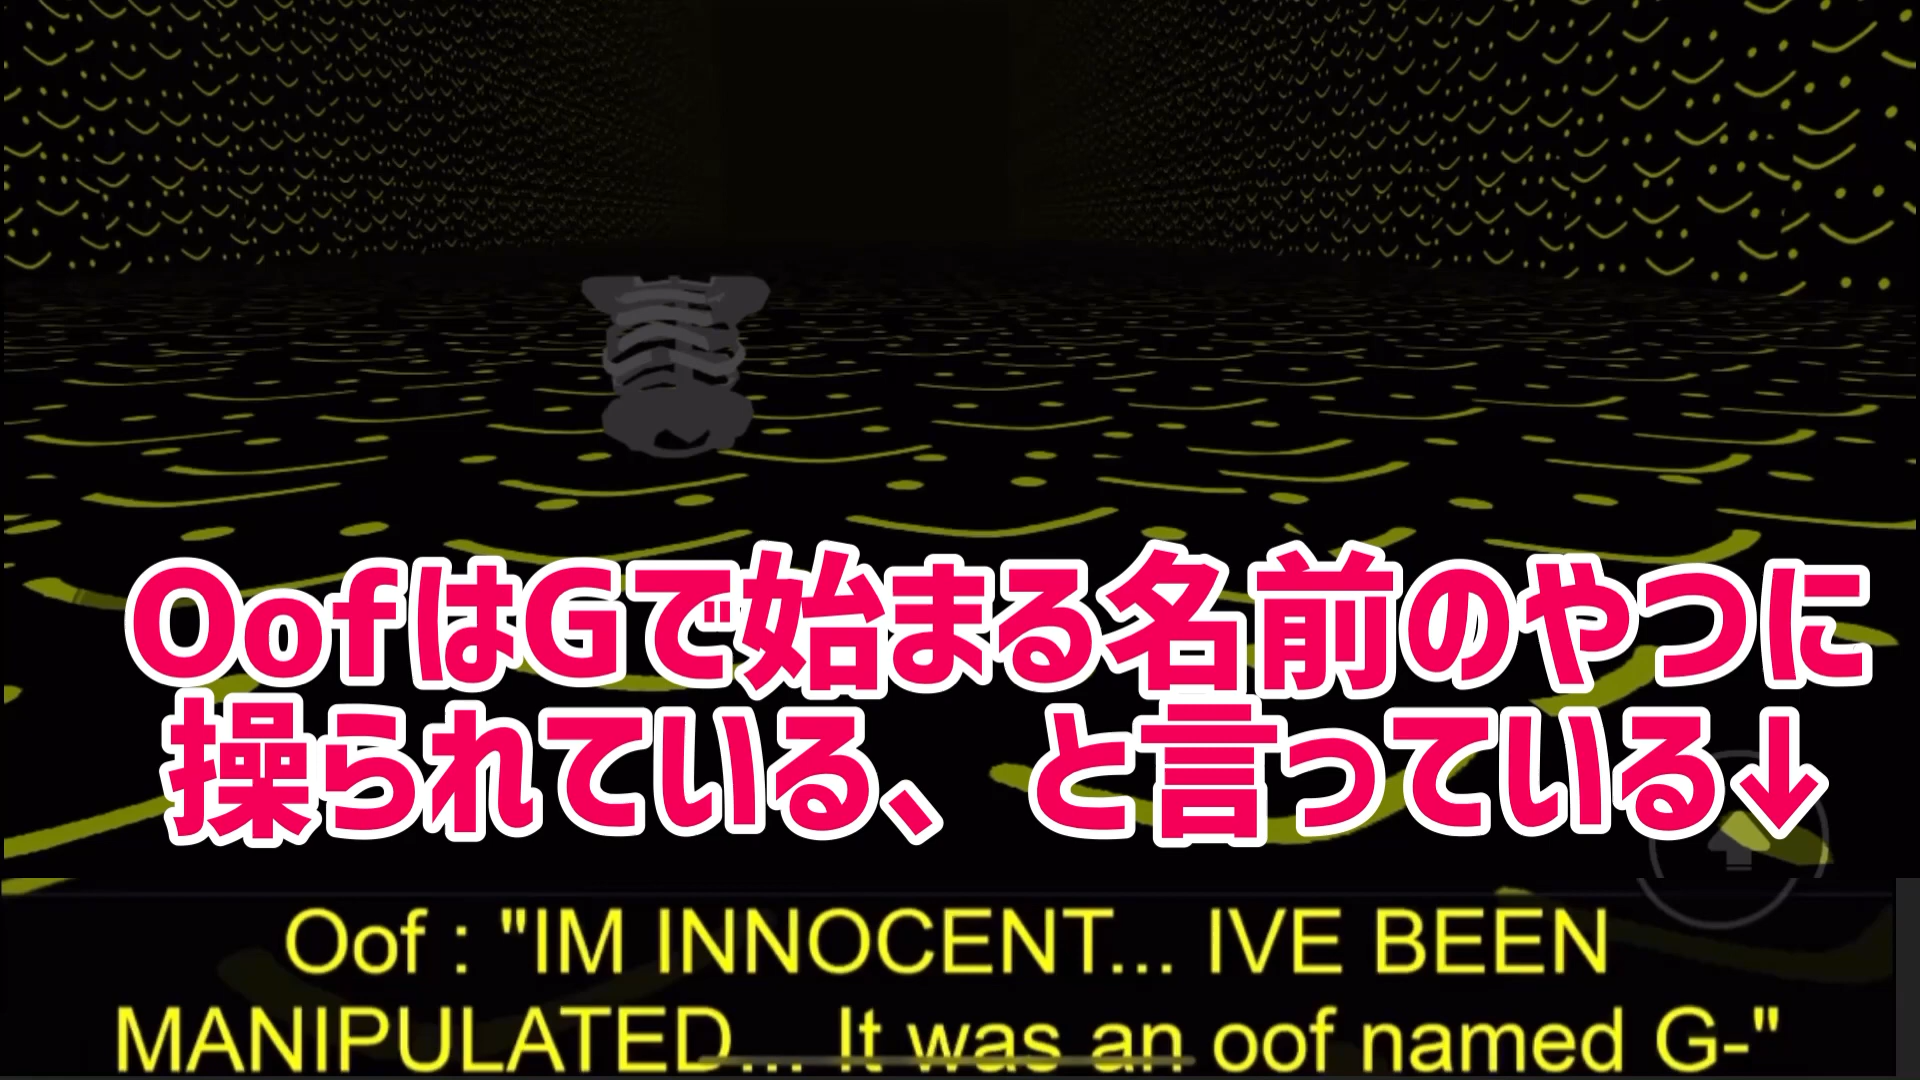 OofはGで始まる名前のやつに
操られている、と言っている↓
Oof : "IM INNOCENT... IVE BEEN
MANIPULATED... It was an oof named G-"